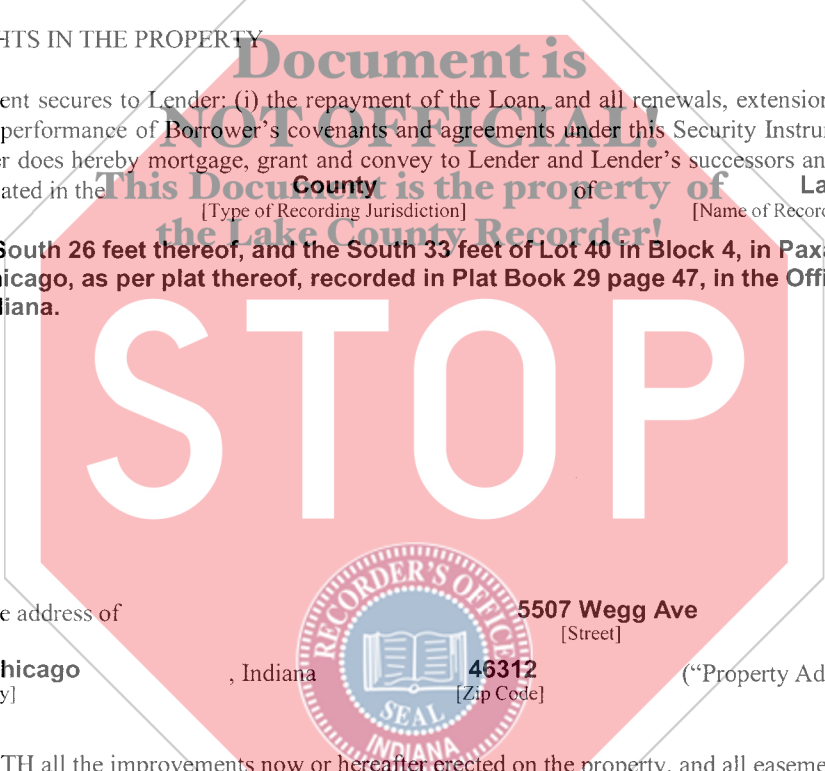 HTS IN THE PROPERTY
Document is
ent secures to Lender: (i) the repayment of the Loan, and all renewals, extension
NOT OFFICIAL!
performance of Borrower's covenants and agreements under this Security Instru
r does hereby mortgage, grant and convey to Lender and Lender's successors an
ated in the County of La
This Document is the property of
[Type of Recording Jurisdiction] [Name of Record
the Lake County Recorder!
South 26 feet thereof, and the South 33 feet of Lot 40 in Block 4, in Paxa
hicago, as per plat thereof, recorded in Plat Book 29 page 47, in the Offi
diana.
STOP
RECORDER'S OFFICE
SEAL
INDIANA
e address of 5507 Wegg Ave
[Street]
hicago , Indiana 46312 ("Property Ad
y] [Zip Code]
TH all the improvements now or hereafter erected on the property, and all easeme